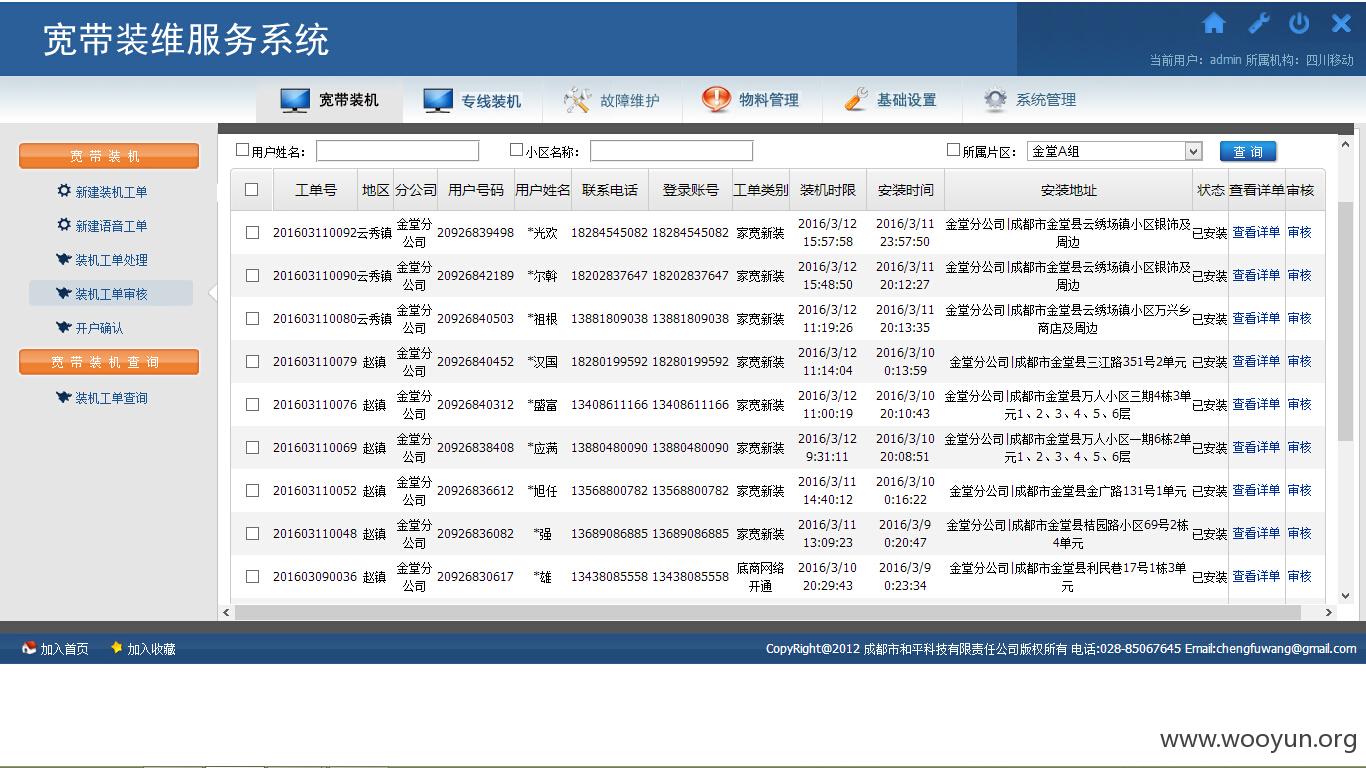 宽带装维服务系统
当前用户：admin 所属机构：四川移动
宽带装机 专线装机 故障维护 物料管理 基础设置 系统管理
宽带装机
新建装机工单
新建语音工单
装机工单处理
装机工单审核
开户确认
宽带装机查询
装机工单查询
用户姓名： 小区名称： 所属片区： 金堂A组 查 询
工单号 地区 分公司 用户号码 用户姓名 联系电话 登录账号 工单类别 装机时限 安装时间 安装地址 状态 查看详单 审核
201603110092 云秀镇 金堂分公司 20926839498 *光欢 18284545082 18284545082 家宽新装 2016/3/12 15:57:58 2016/3/11 23:57:50 金堂分公司|成都市金堂县云绣场镇小区银饰及周边 已安装 查看详单 审核
201603110090 云秀镇 金堂分公司 20926842189 *尔斡 18202837647 18202837647 家宽新装 2016/3/12 15:48:50 2016/3/11 20:12:27 金堂分公司|成都市金堂县云绣场镇小区银饰及周边 已安装 查看详单 审核
201603110080 云秀镇 金堂分公司 20926840503 *祖根 13881809038 13881809038 家宽新装 2016/3/12 11:19:26 2016/3/11 20:13:35 金堂分公司|成都市金堂县云绣场镇小区万兴乡商店及周边 已安装 查看详单 审核
201603110079 赵镇 金堂分公司 20926840452 *汉国 18280199592 18280199592 家宽新装 2016/3/12 11:14:04 2016/3/10 0:13:59 金堂分公司|成都市金堂县三江路351号2单元 已安装 查看详单 审核
201603110076 赵镇 金堂分公司 20926840312 *盛富 13408611166 13408611166 家宽新装 2016/3/12 11:00:19 2016/3/10 20:10:43 金堂分公司|成都市金堂县万人小区三期4栋3单元1、2、3、4、5、6层 已安装 查看详单 审核
201603110069 赵镇 金堂分公司 20926838408 *应满 13880480090 13880480090 家宽新装 2016/3/12 9:31:11 2016/3/10 20:08:51 金堂分公司|成都市金堂县万人小区一期6栋2单元1、2、3、4、5、6层 已安装 查看详单 审核
201603110052 赵镇 金堂分公司 20926836612 *旭任 13568800782 13568800782 家宽新装 2016/3/11 14:40:12 2016/3/10 0:16:22 金堂分公司|成都市金堂县金广路131号1单元 已安装 查看详单 审核
201603110048 赵镇 金堂分公司 20926836082 *强 13689086885 13689086885 家宽新装 2016/3/11 13:09:23 2016/3/9 0:20:47 金堂分公司|成都市金堂县桔园路小区69号2栋4单元 已安装 查看详单 审核
201603090036 赵镇 金堂分公司 20926830617 *雄 13438085558 13438085558 底商网络开通 2016/3/10 20:29:43 2016/3/9 0:23:34 金堂分公司|成都市金堂县利民巷17号1栋3单元 已安装 查看详单 审核
加入首页 加入收藏
CopyRight@2012 成都市和平科技有限责任公司版权所有 电话:028-85067645 Email:chengfuwang@gmail.com
www.wooyun.org